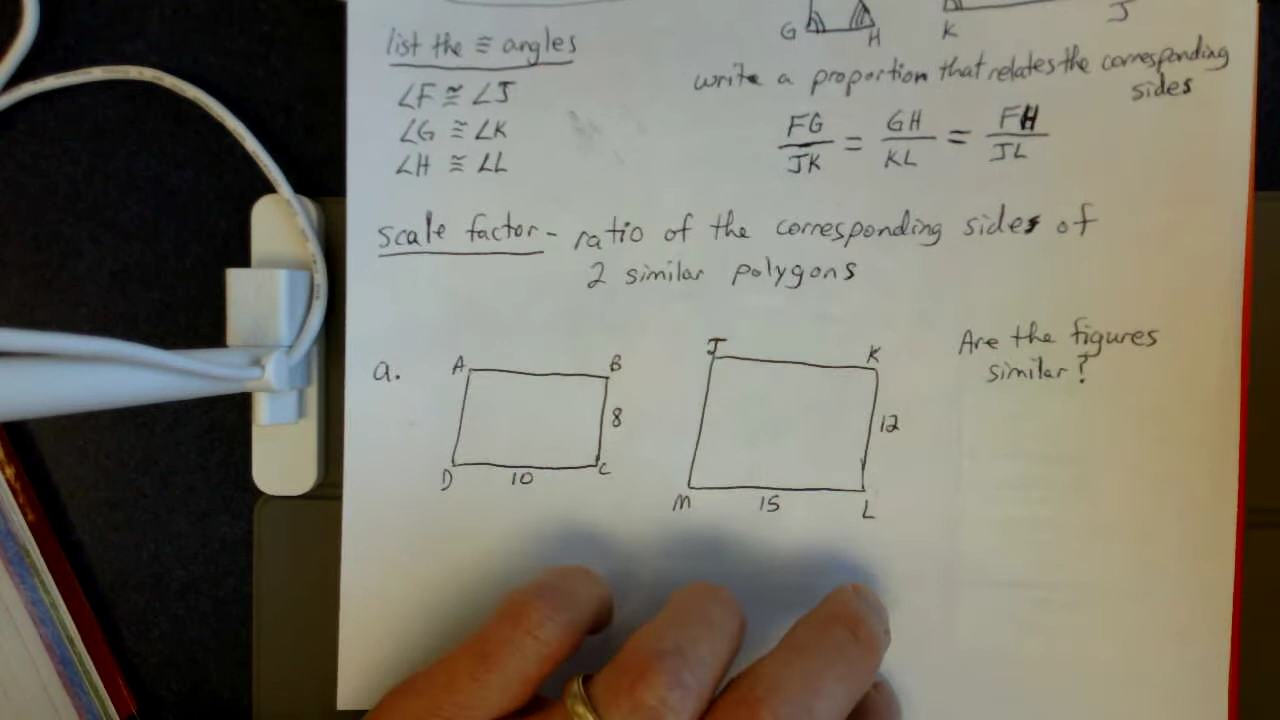 G H K J
list the ≅ angles
∠F ≅ ∠J
∠G ≅ ∠K
∠H ≅ ∠L
write a proportion that relates the corresponding
sides
FG/JK = GH/KL = FH/JL
scale factor - ratio of the corresponding sides of
2 similar polygons
a.
A B
8
D 10 C
J K
12
M 15 L
Are the figures
similar?